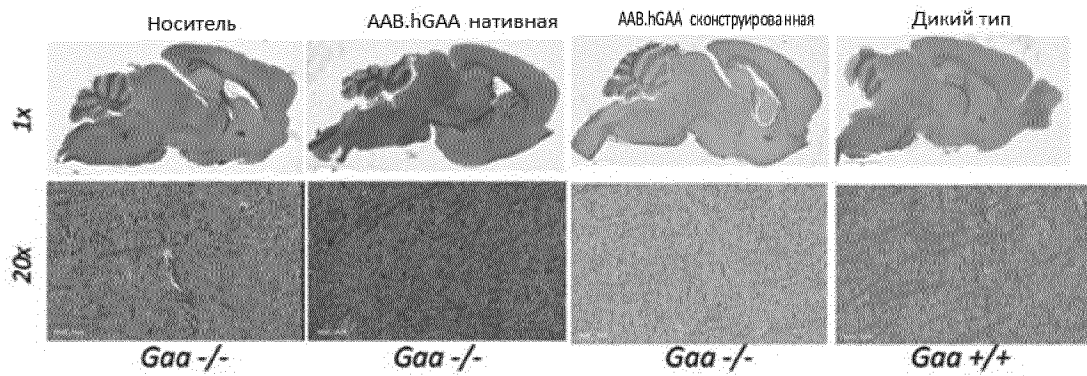 Носитель
ААВ.hGAA нативная
ААВ.hGAA сконструированная
Дикий тип
1x
20x
Gaa -/-
Gaa -/-
Gaa -/-
Gaa +/+